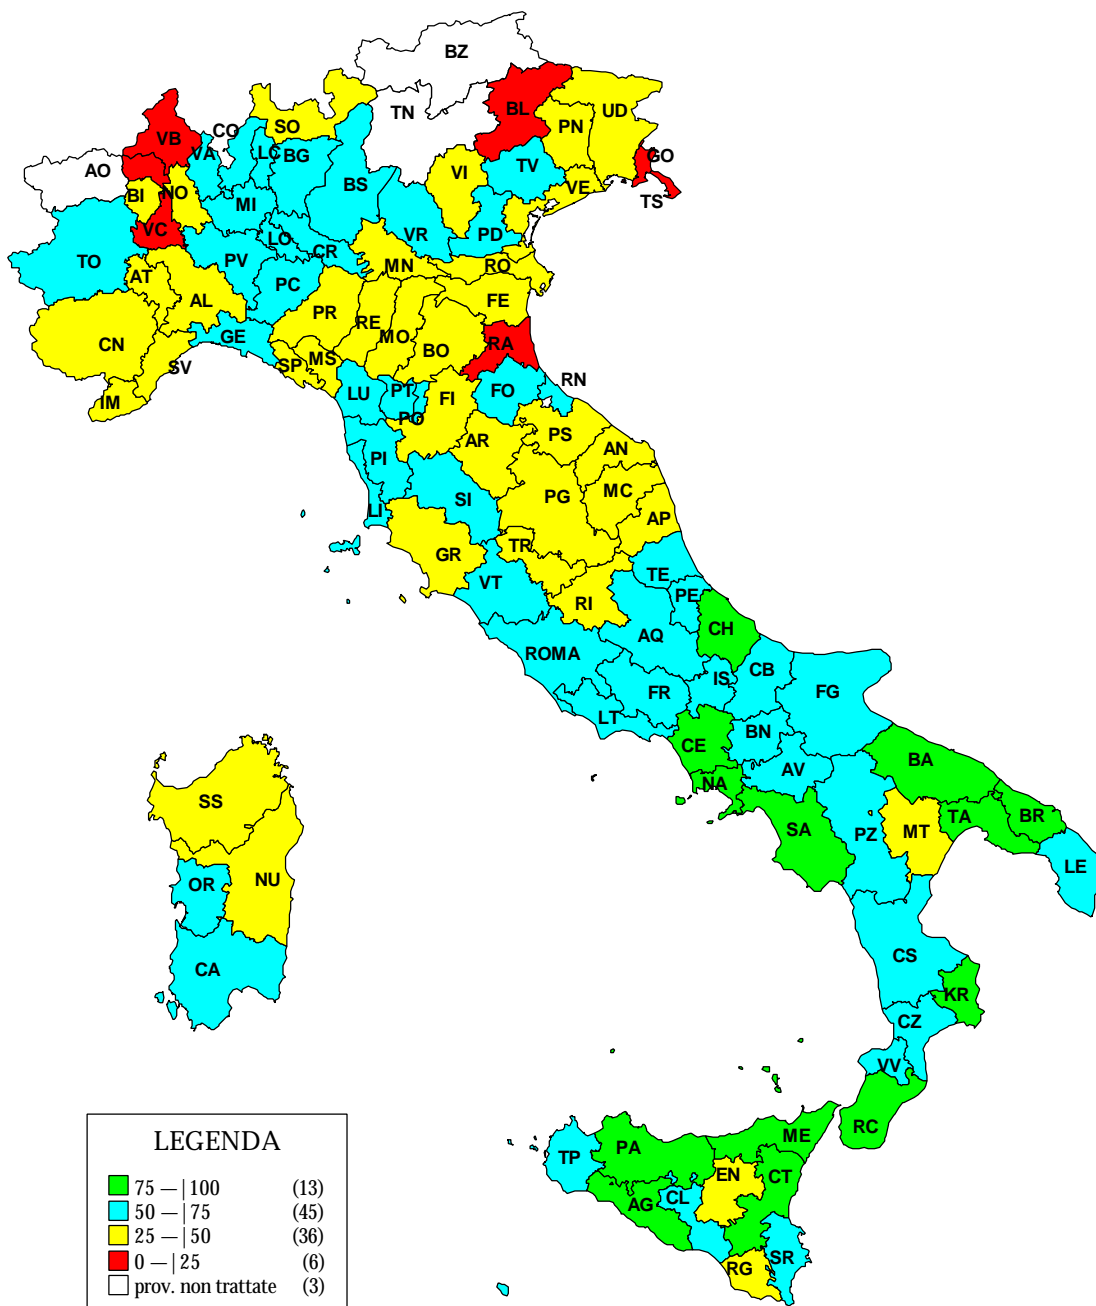 BZ
TN
BL
UD
PN
SO
CO
VB
VA
LC
BG
AO
GO
VI
TV
BS
BI
NO
MI
VE
TS
VC
VR
PD
LO
CR
TO
PV
MN
RO
AT
PC
AL
PR
FE
RE
GE
MO
BO
RA
CN
SV
SP
MS
RN
LU
PT
FO
IM
FI
PO
PS
AR
AN
PI
MC
SI
PG
LI
AP
GR
TR
VT
TE
PE
RI
CH
AQ
ROMA
CB
IS
FR
FG
LT
BN
CE
BA
AV
NA
SS
SA
PZ
MT
TA
BR
LE
NU
OR
CS
CA
KR
CZ
VV
RC
ME
PA
TP
EN
CT
CL
AG
SR
RG
LEGENDA
75 —| 100 (13)
50 —| 75 (45)
25 —| 50 (36)
0 —| 25 (6)
prov. non trattate (3)